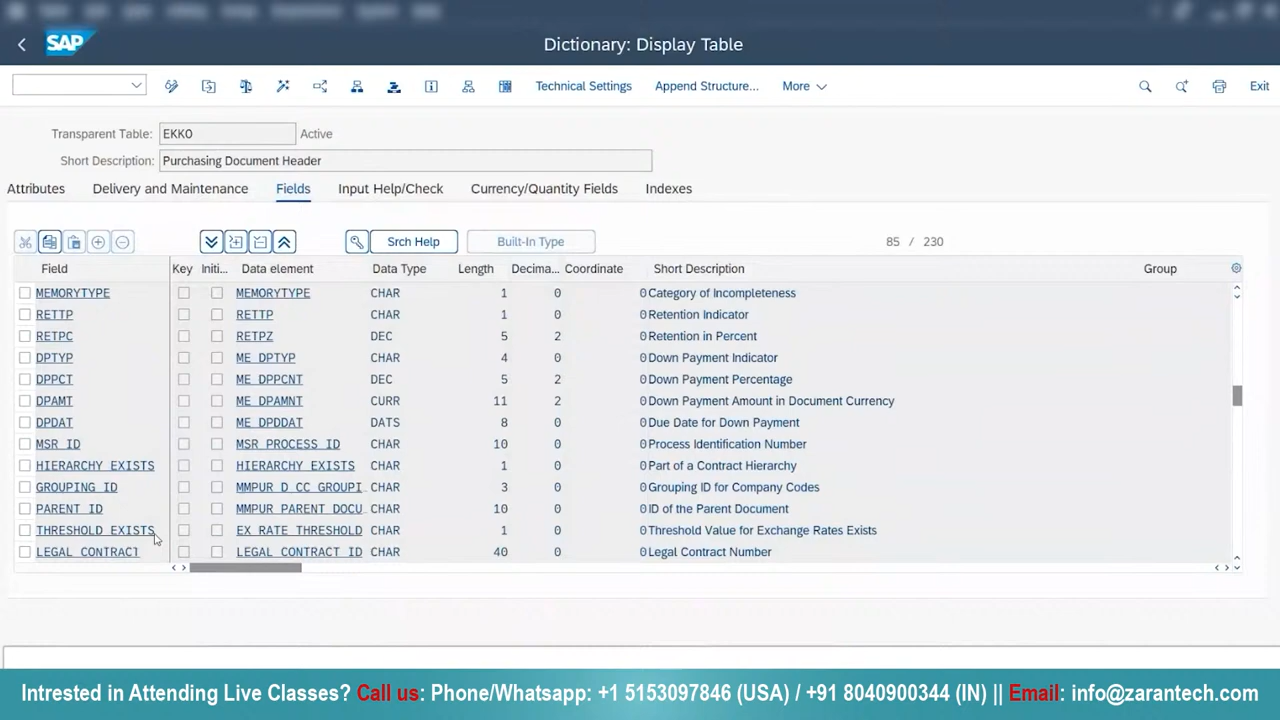 SAP
Dictionary: Display Table
Technical Settings Append Structure... More Exit
Transparent Table: EKKO Active
Short Description: Purchasing Document Header
Attributes Delivery and Maintenance Fields Input Help/Check Currency/Quantity Fields Indexes
Srch Help Built-In Type 85 / 230
Field Key Initi... Data element Data Type Length Decima... Coordinate Short Description Group
MEMORYTYPE MEMORYTYPE CHAR 1 0 0 Category of Incompleteness
RETTP RETTP CHAR 1 0 0 Retention Indicator
RETPC RETPZ DEC 5 2 0 Retention in Percent
DPTYP ME_DPTYP CHAR 4 0 0 Down Payment Indicator
DPPCT ME_DPPCNT DEC 5 2 0 Down Payment Percentage
DPAMT ME_DPAMNT CURR 11 2 0 Down Payment Amount in Document Currency
DPDAT ME_DPDDAT DATS 8 0 0 Due Date for Down Payment
MSR_ID MSR_PROCESS_ID CHAR 10 0 0 Process Identification Number
HIERARCHY_EXISTS HIERARCHY_EXISTS CHAR 1 0 0 Part of a Contract Hierarchy
GROUPING_ID MMPUR_D_CC_GROUPI CHAR 3 0 0 Grouping ID for Company Codes
PARENT_ID MMPUR_PARENT_DOCU CHAR 10 0 0 ID of the Parent Document
THRESHOLD_EXISTS EX_RATE_THRESHOLD CHAR 1 0 0 Threshold Value for Exchange Rates Exists
LEGAL_CONTRACT LEGAL_CONTRACT_ID CHAR 40 0 0 Legal Contract Number
Intrested in Attending Live Classes? Call us: Phone/Whatsapp: +1 5153097846 (USA) / +91 8040900344 (IN) || Email: info@zarantech.com